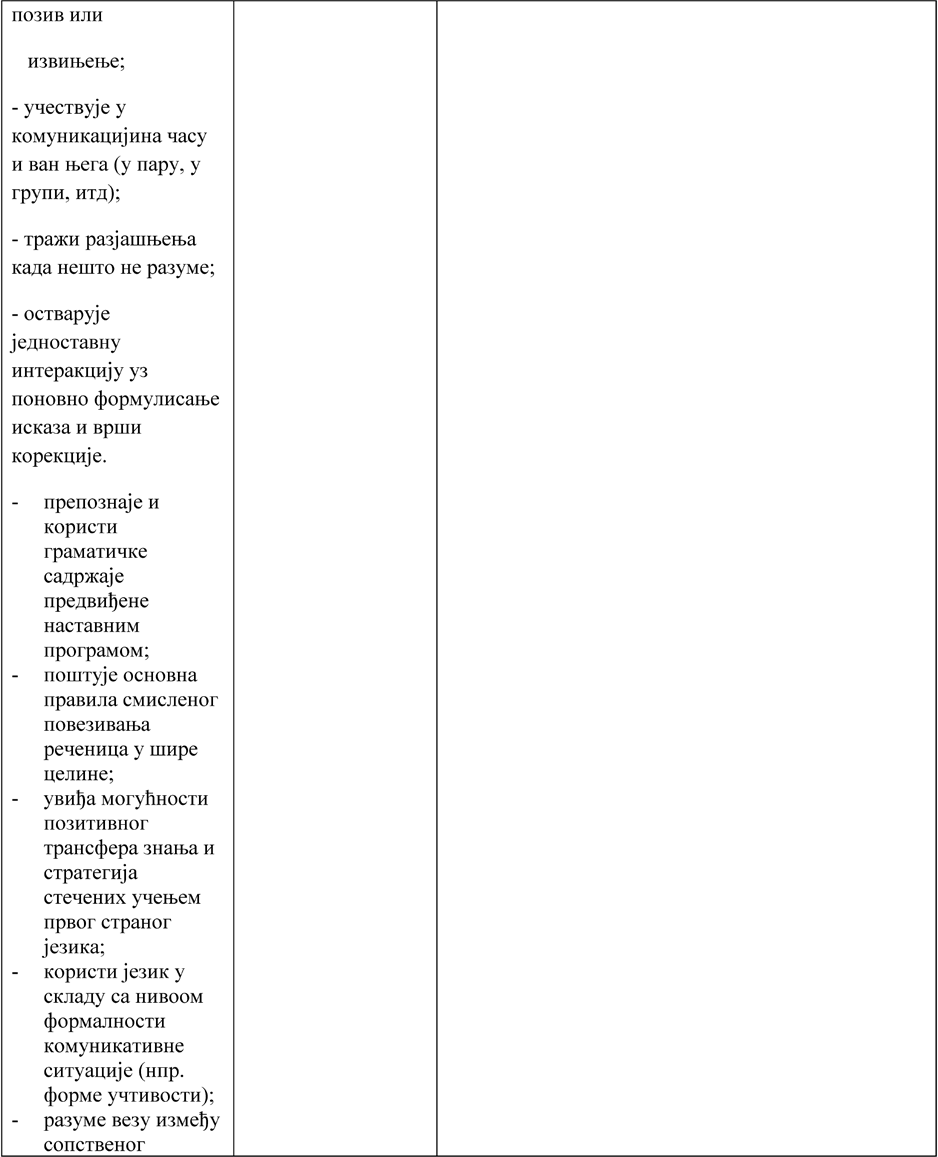 позив или
извињење;
- учествује у
комуникацијина часу
и ван њега (у пару, у
групи, итд);
- тражи разјашњења
када нешто не разуме;
- остварује
једноставну
интеракцију уз
поновно формулисање
исказа и врши
корекције.
- препознаје и
користи
граматичке
садржаје
предвиђене
наставним
програмом;
- поштује основна
правила смисленог
повезивања
реченица у шире
целине;
- увиђа могућности
позитивног
трансфера знања и
стратегија
стечених учењем
првог страног
језика;
- користи језик у
складу са нивоом
формалности
комуникативне
ситуације (нпр.
форме учтивости);
- разуме везу између
сопственог